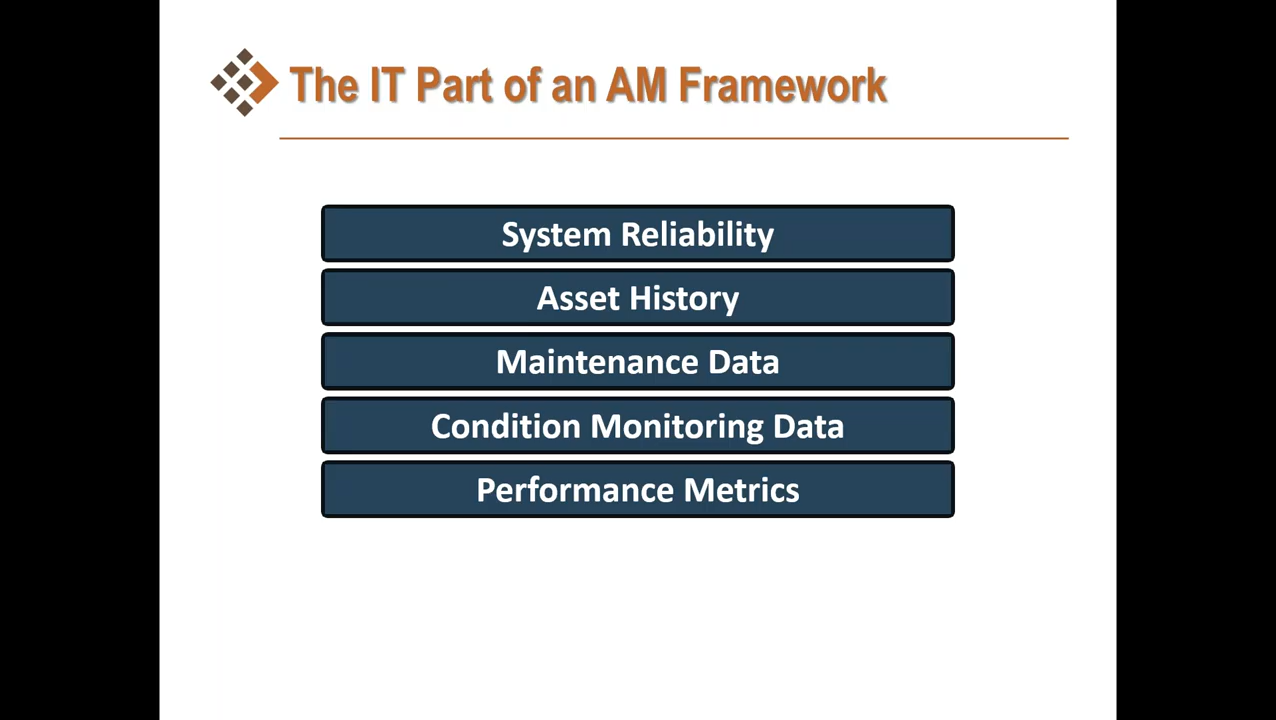 The IT Part of an AM Framework
System Reliability
Asset History
Maintenance Data
Condition Monitoring Data
Performance Metrics